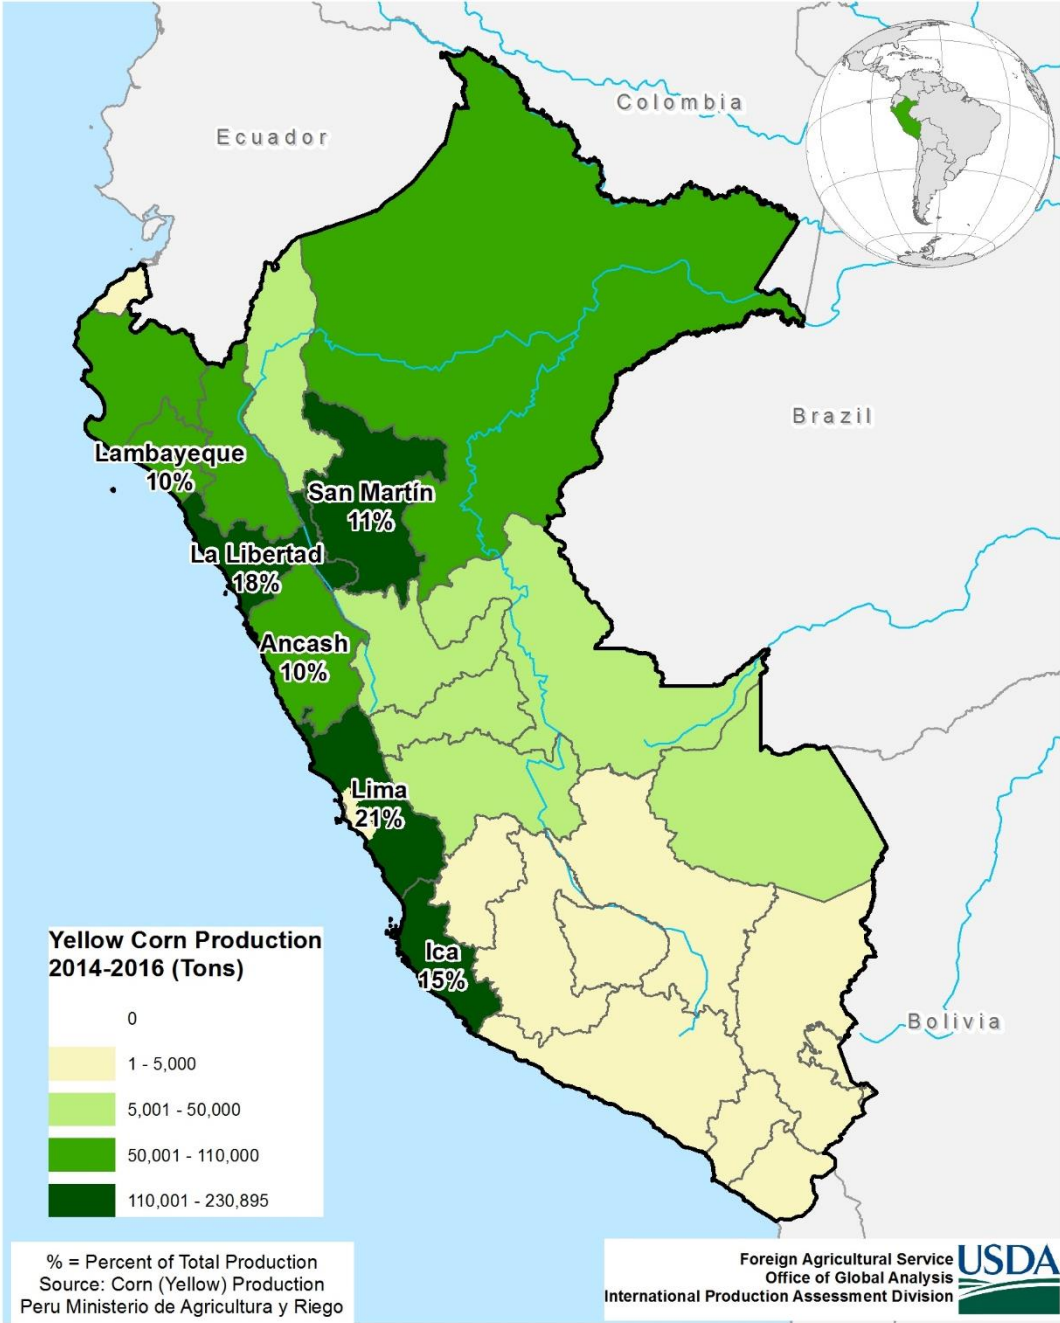 Colombia
Ecuador
Brazil
Lambayeque
10%
San Martín
11%
La Libertad
18%
Ancash
10%
Lima
21%
Ica
15%
Bolivia
Yellow Corn Production
2014-2016 (Tons)
0
1 - 5,000
5,001 - 50,000
50,001 - 110,000
110,001 - 230,895
% = Percent of Total Production
Source: Corn (Yellow) Production
Peru Ministerio de Agricultura y Riego
Foreign Agricultural Service
Office of Global Analysis
International Production Assessment Division
USDA